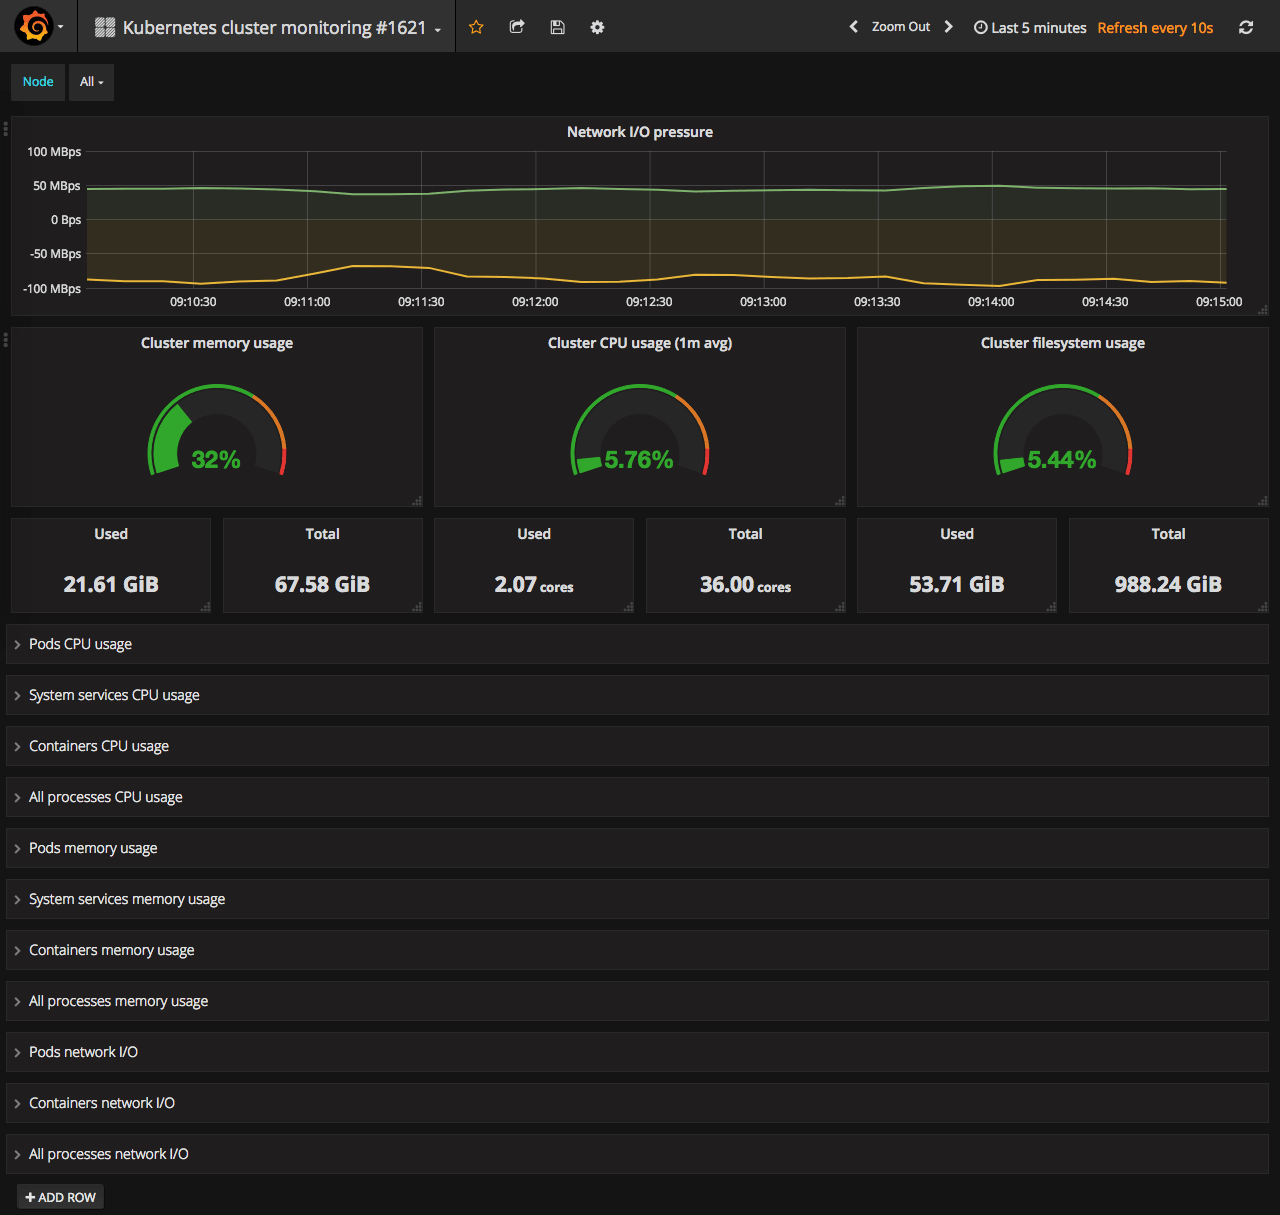 Kubernetes cluster monitoring #1621
Zoom Out
Last 5 minutes
Refresh every 10s
Node
All
Network I/O pressure
100 MBps
50 MBps
0 Bps
-50 MBps
-100 MBps
09:10:30
09:11:00
09:11:30
09:12:00
09:12:30
09:13:00
09:13:30
09:14:00
09:14:30
09:15:00
Cluster memory usage
32%
Cluster CPU usage (1m avg)
5.76%
Cluster filesystem usage
5.44%
Used
21.61 GiB
Total
67.58 GiB
Used
2.07 cores
Total
36.00 cores
Used
53.71 GiB
Total
988.24 GiB
Pods CPU usage
System services CPU usage
Containers CPU usage
All processes CPU usage
Pods memory usage
System services memory usage
Containers memory usage
All processes memory usage
Pods network I/O
Containers network I/O
All processes network I/O
ADD ROW